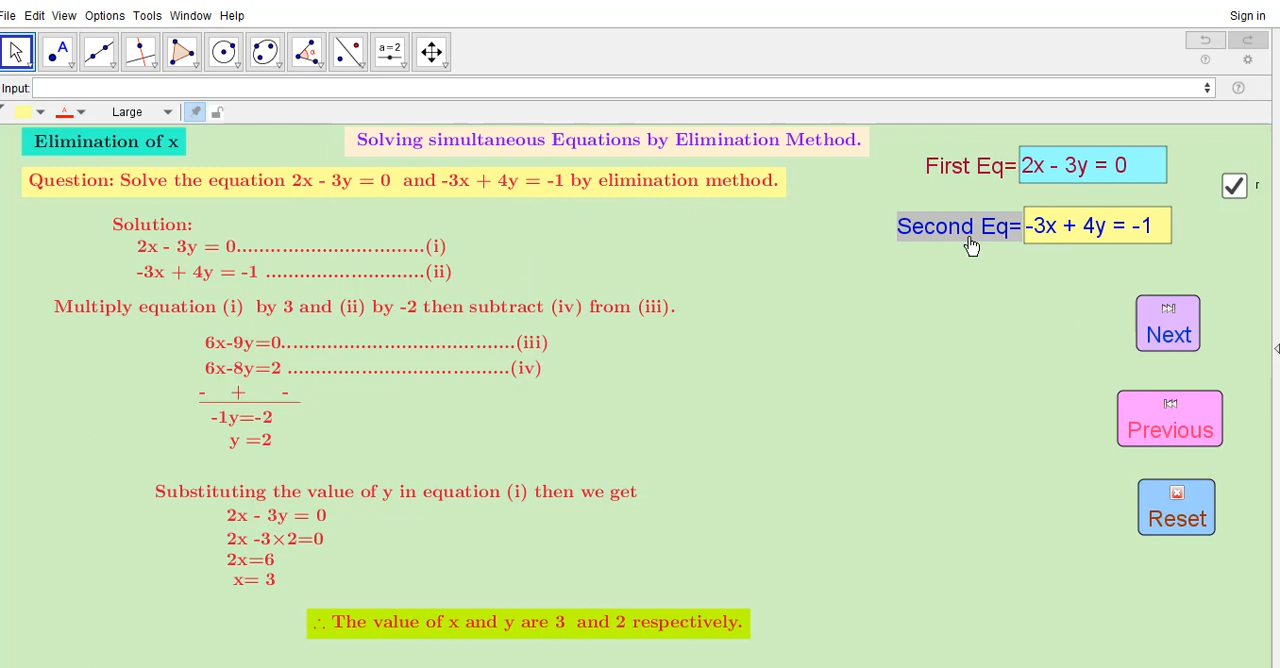 File Edit View Options Tools Window Help
Sign in
A
a=2
Input:
A Large
Elimination of x
Solving simultaneous Equations by Elimination Method.
Question: Solve the equation 2x - 3y = 0 and -3x + 4y = -1 by elimination method.
First Eq= 2x - 3y = 0
r
Second Eq= -3x + 4y = -1
Solution:
2x - 3y = 0...............................(i)
-3x + 4y = -1 ..........................(ii)
Multiply equation (i) by 3 and (ii) by -2 then subtract (iv) from (iii).
6x-9y=0.......................................(iii)
6x-8y=2 .....................................(iv)
- + -
-1y=-2
y =2
Next
Previous
Reset
Substituting the value of y in equation (i) then we get
2x - 3y = 0
2x -3×2=0
2x=6
x= 3
∴ The value of x and y are 3 and 2 respectively.